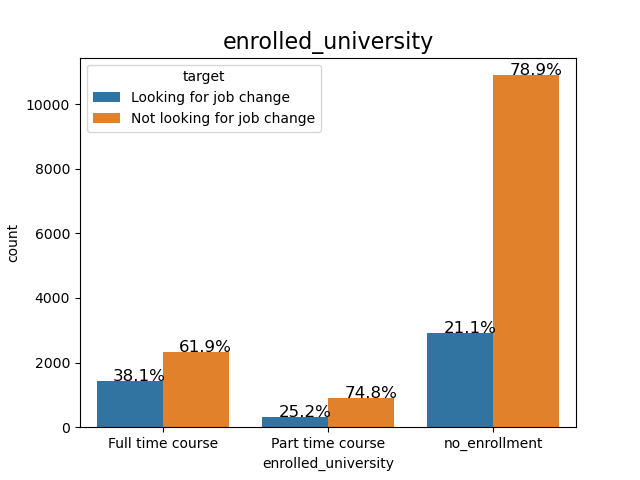 enrolled_university
target
Looking for job change
Not looking for job change
78.9%
10000
8000
6000
4000
2000
0
count
38.1%
61.9%
25.2%
74.8%
21.1%
Full time course
Part time course
no_enrollment
enrolled_university